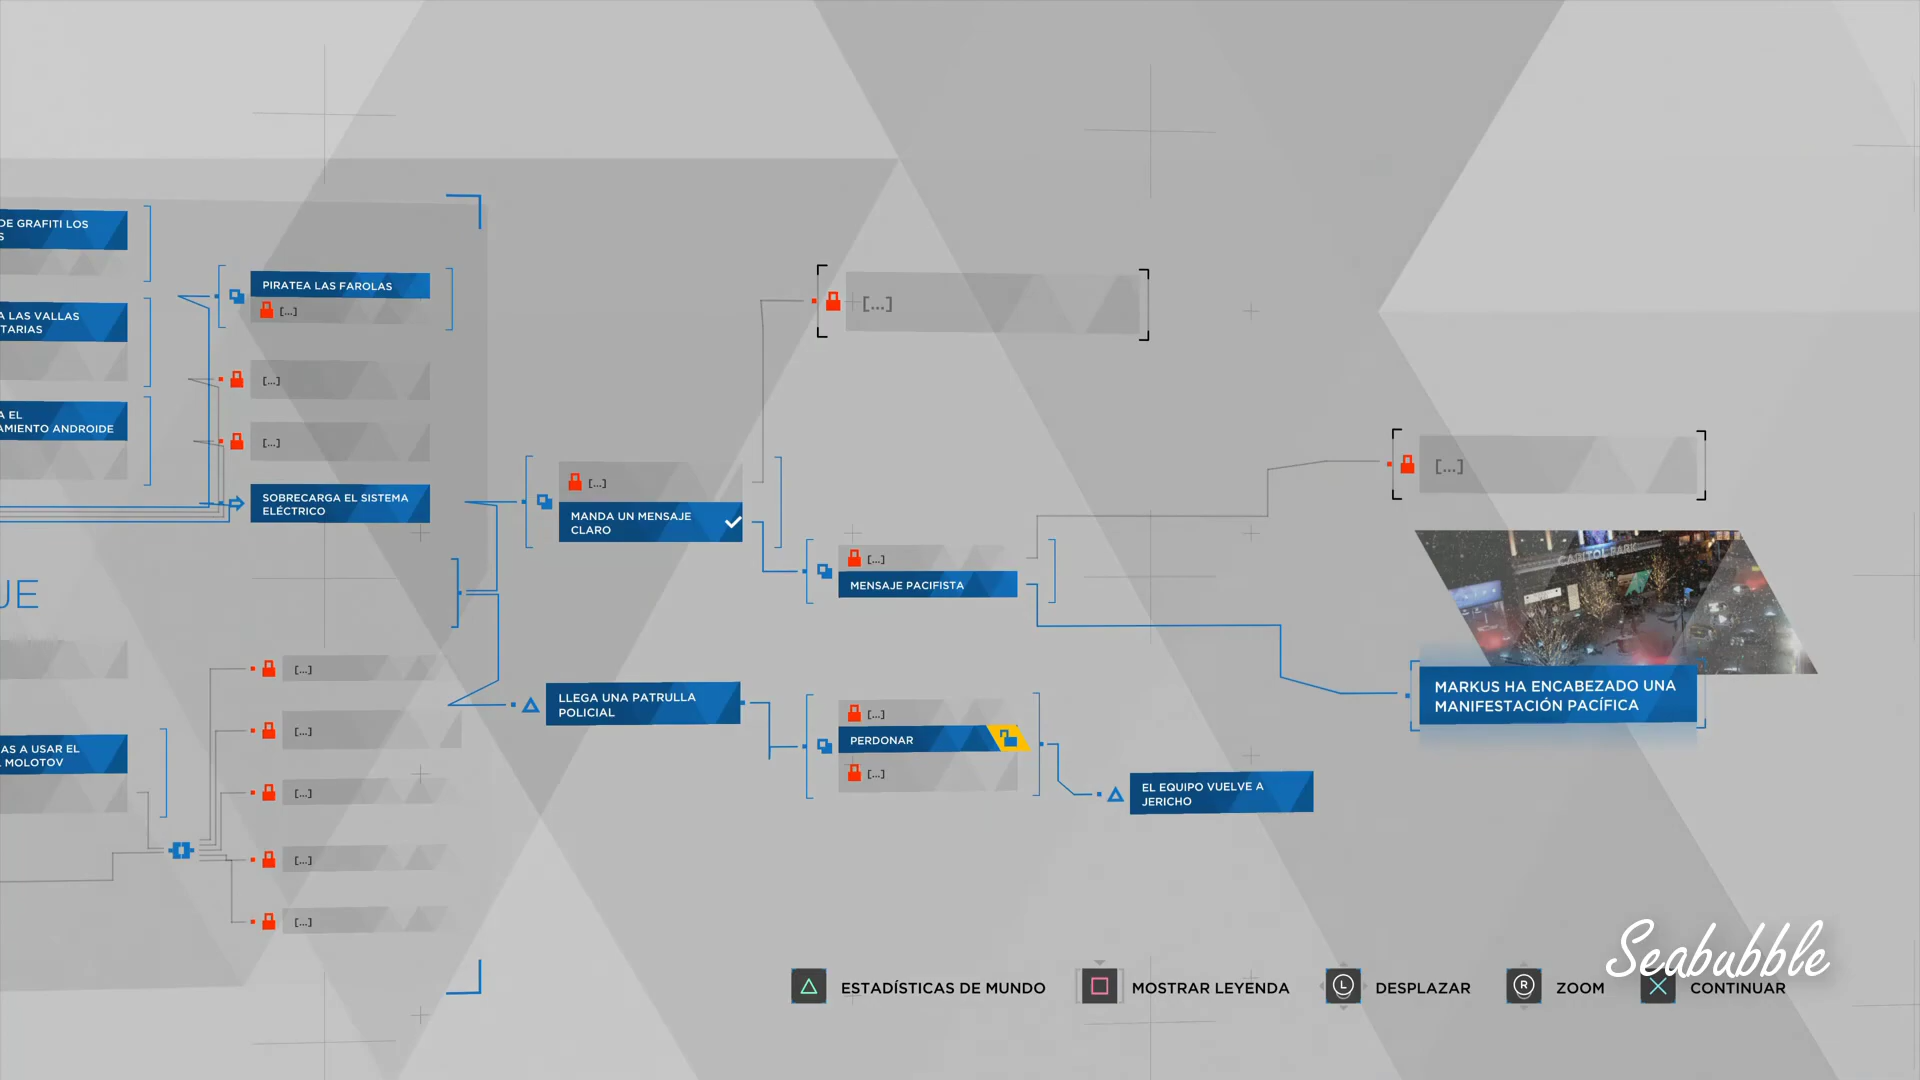 DE GRAFITI LOS
S
A LAS VALLAS
TARIAS
A EL
AMIENTO ANDROIDE
UE
AS A USAR EL
MOLOTOV
PIRATEA LAS FAROLAS
[...]
[...]
[...]
SOBRECARGA EL SISTEMA
ELÉCTRICO
[...]
[...]
[...]
[...]
[...]
[...]
MANDA UN MENSAJE
CLARO
LLEGA UNA PATRULLA
POLICIAL
[...]
[...]
MENSAJE PACIFISTA
[...]
PERDONAR
[...]
EL EQUIPO VUELVE A
JERICHO
[...]
CAPITOL PARK
MARKUS HA ENCABEZADO UNA
MANIFESTACIÓN PACÍFICA
Seabubble
ESTADÍSTICAS DE MUNDO
MOSTRAR LEYENDA
L
DESPLAZAR
R
ZOOM
CONTINUAR